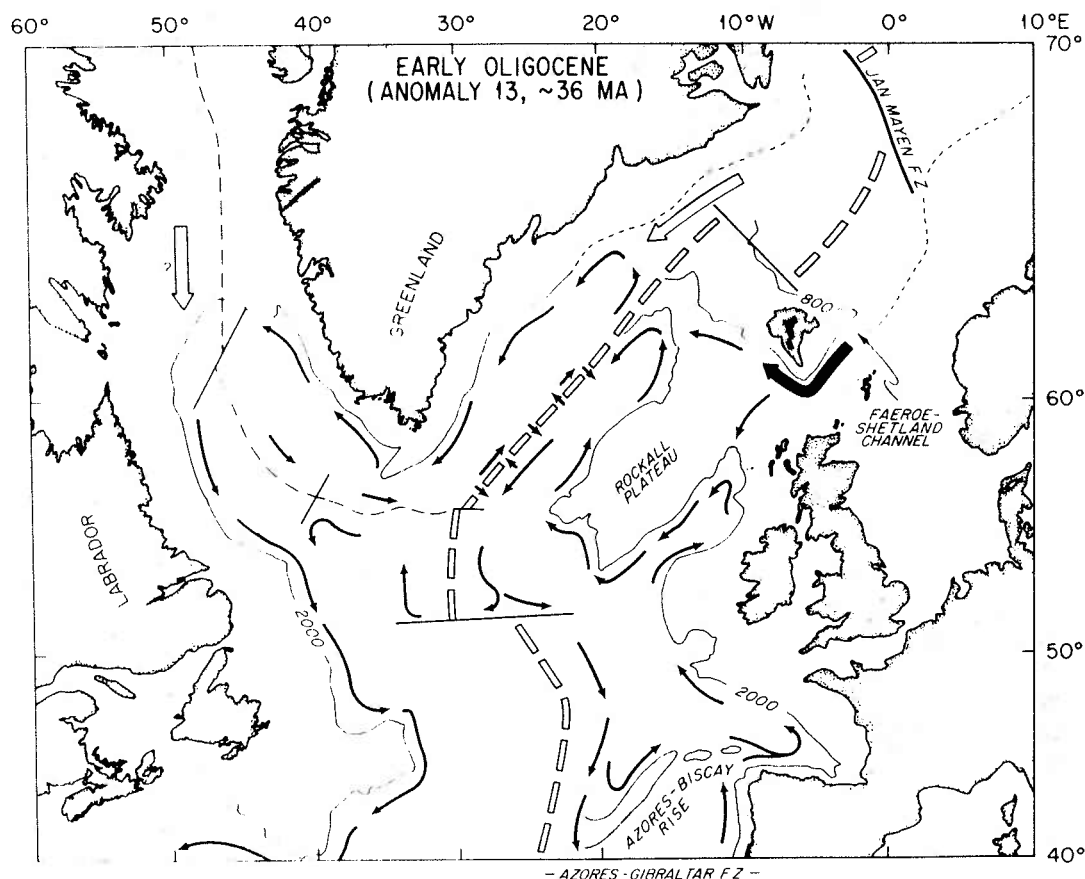 60° 50° 40° 30° 20° 10°W 0° 10°E
70°
EARLY OLIGOCENE
(ANOMALY 13, ~36 MA)
JAN MAYEN F Z
GREENLAND
800
60°
FAEROE-
SHETLAND
CHANNEL
ROCKALL
PLATEAU
LABRADOR
?
2000
50°
2000
AZORES-BISCAY
RISE
40°
- AZORES - GIBRALTAR F Z -